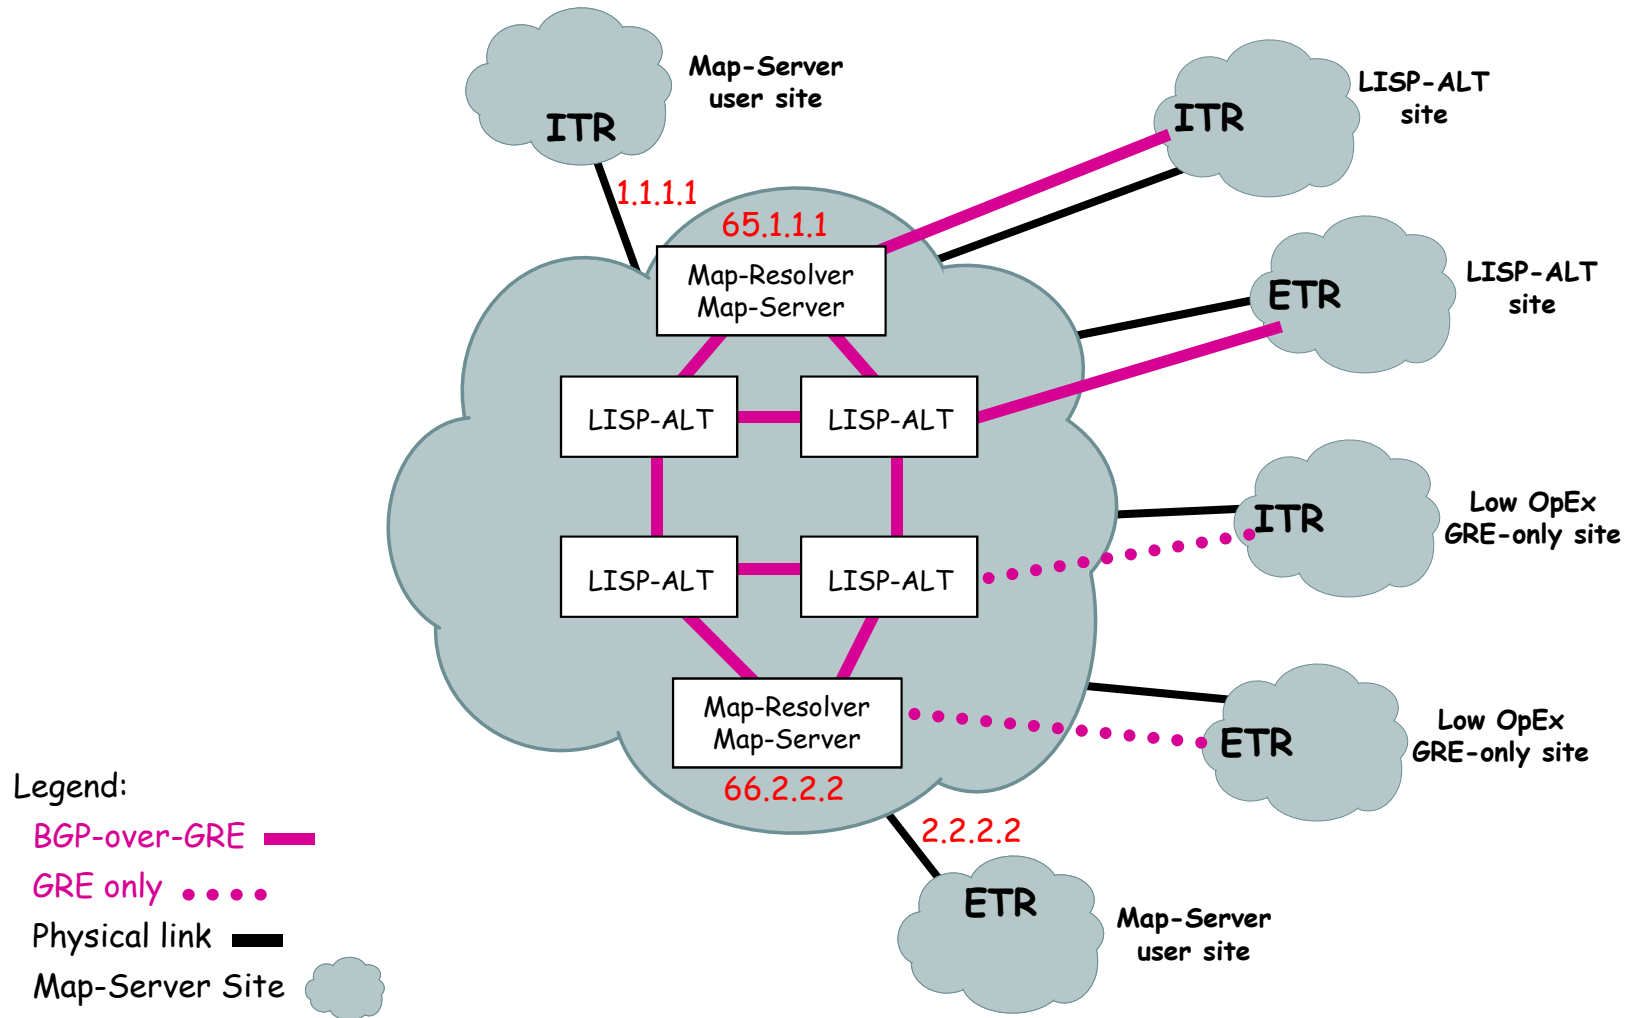 Map-Server
user site
ITR
1.1.1.1
65.1.1.1
Map-Resolver
Map-Server
ITR
LISP-ALT
site
ETR
LISP-ALT
site
LISP-ALT
LISP-ALT
ITR
Low OpEx
GRE-only site
LISP-ALT
LISP-ALT
Map-Resolver
Map-Server
66.2.2.2
ETR
Low OpEx
GRE-only site
2.2.2.2
ETR
Map-Server
user site
Legend:
BGP-over-GRE
GRE only
Physical link
Map-Server Site